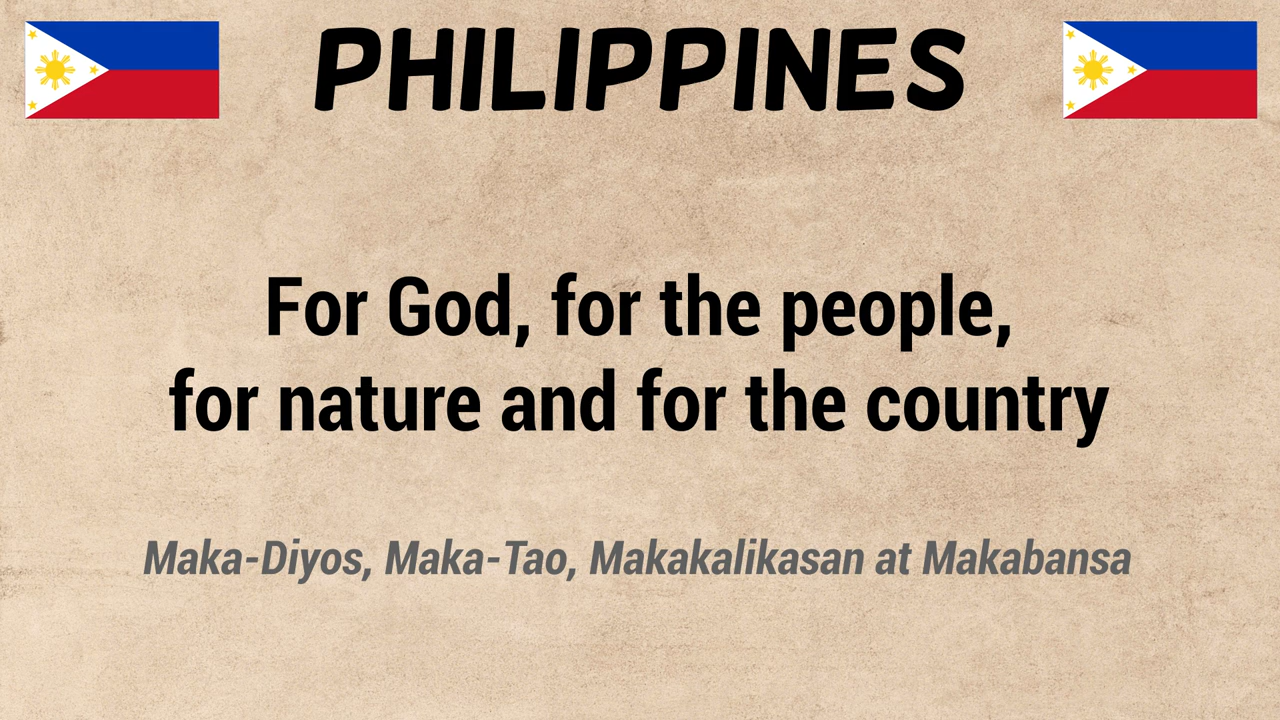 PHILIPPINES
For God, for the people,
for nature and for the country
Maka-Diyos, Maka-Tao, Makakalikasan at Makabansa